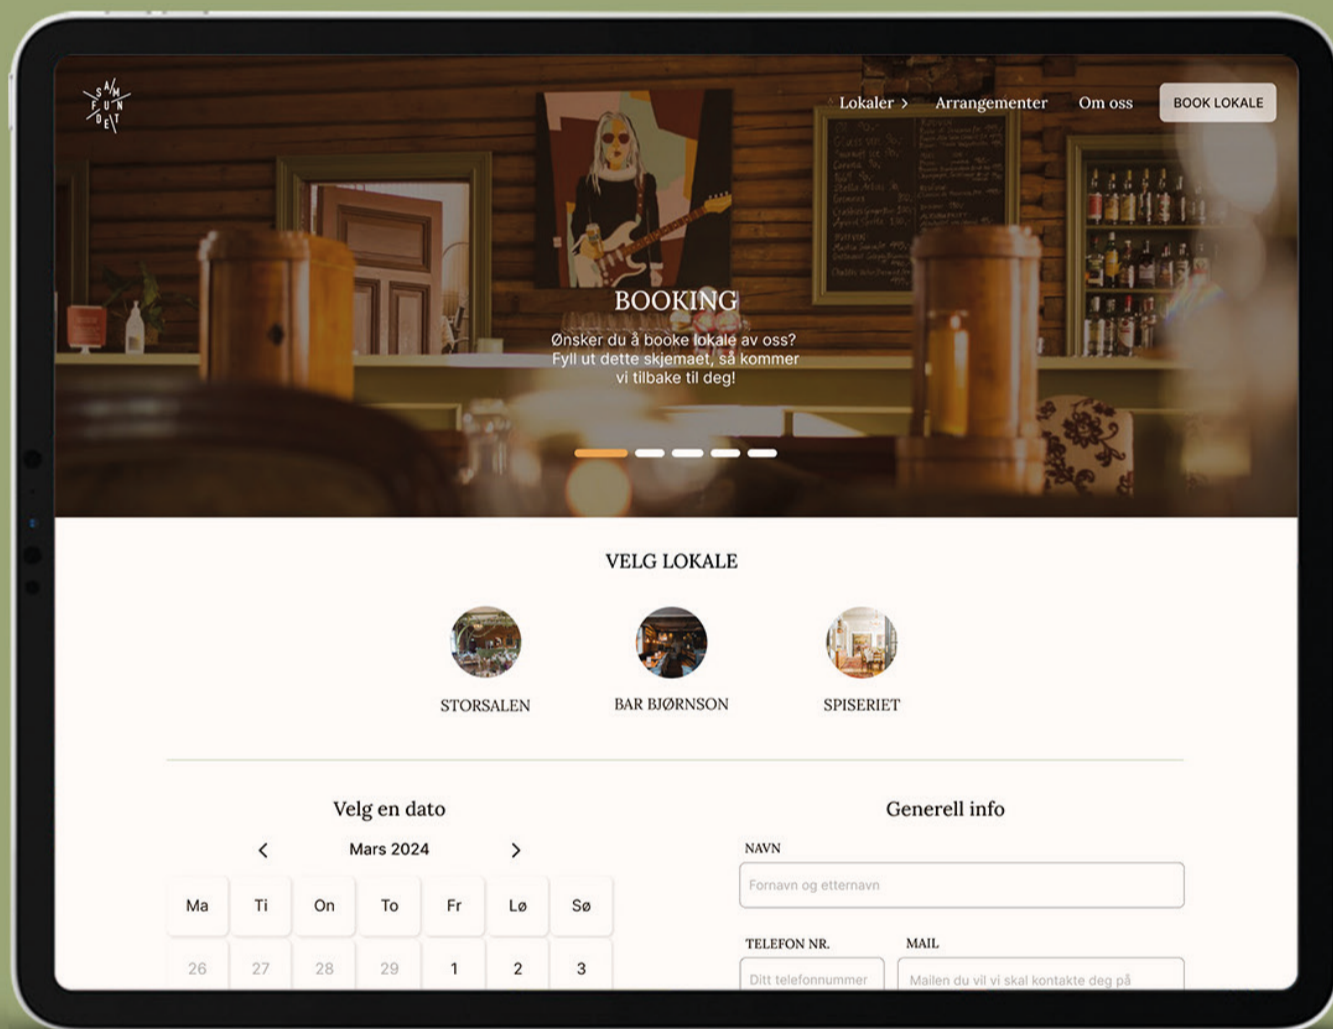 SAM
FUN
DET
Lokaler >
Arrangementer
Om oss
BOOK LOKALE
BOOKING
Ønsker du å booke lokale av oss?
Fyll ut dette skjemaet, så kommer
vi tilbake til deg!
VELG LOKALE
STORSALEN
BAR BJØRNSON
SPISERIET
Velg en dato
< Mars 2024 >
Ma Ti On To Fr Lø Sø
26 27 28 29 1 2 3
Generell info
NAVN
Fornavn og etternavn
TELEFON NR.
Ditt telefonnummer
MAIL
Mailen du vil vi skal kontakte deg på